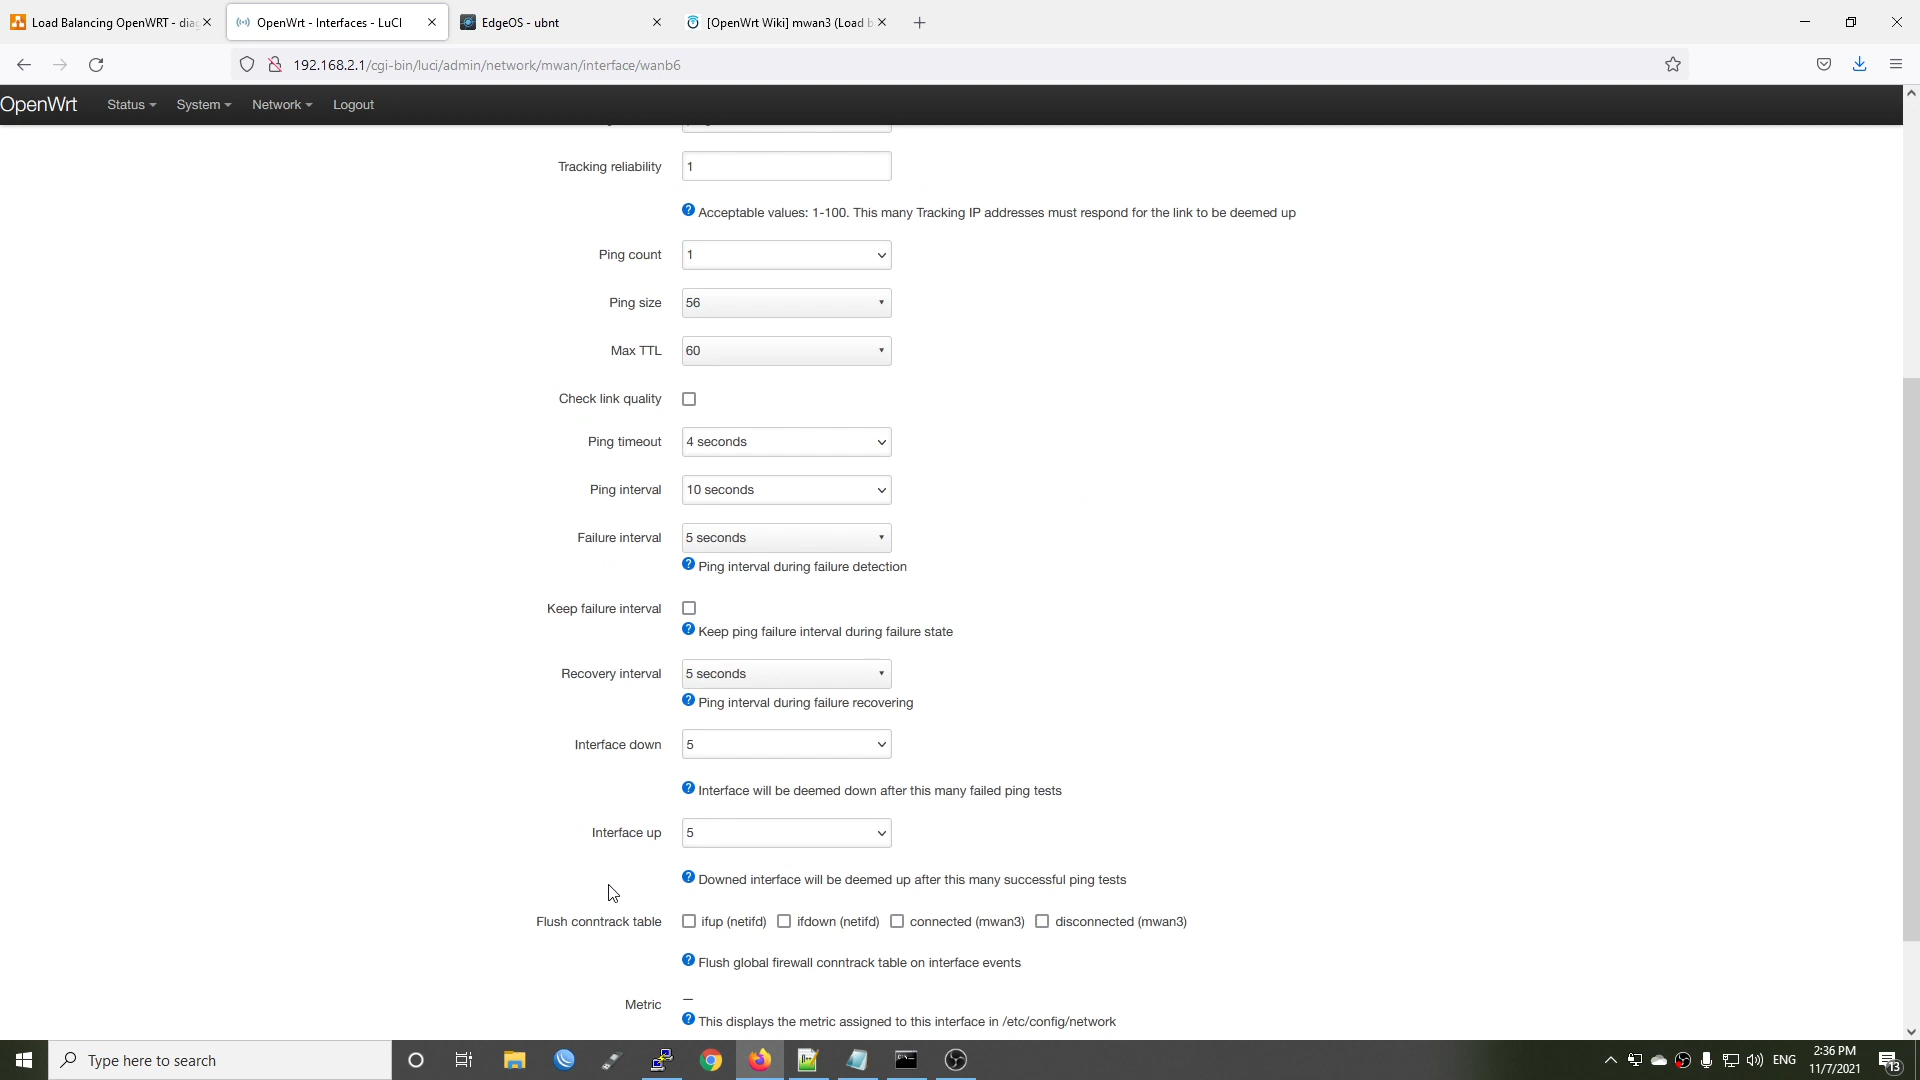 Load Balancing OpenWRT - diag
OpenWrt - Interfaces - LuCI
EdgeOS - ubnt
[OpenWrt Wiki] mwan3 (Load b
192.168.2.1/cgi-bin/luci/admin/network/mwan/interface/wanb6
OpenWrt Status System Network Logout
Tracking reliability 1
Acceptable values: 1-100. This many Tracking IP addresses must respond for the link to be deemed up
Ping count 1
Ping size 56
Max TTL 60
Check link quality
Ping timeout 4 seconds
Ping interval 10 seconds
Failure interval 5 seconds
Ping interval during failure detection
Keep failure interval
Keep ping failure interval during failure state
Recovery interval 5 seconds
Ping interval during failure recovering
Interface down 5
Interface will be deemed down after this many failed ping tests
Interface up 5
Downed interface will be deemed up after this many successful ping tests
Flush conntrack table ifup (netifd) ifdown (netifd) connected (mwan3) disconnected (mwan3)
Flush global firewall conntrack table on interface events
Metric —
This displays the metric assigned to this interface in /etc/config/network
Type here to search
ENG
2:36 PM
11/7/2021
13